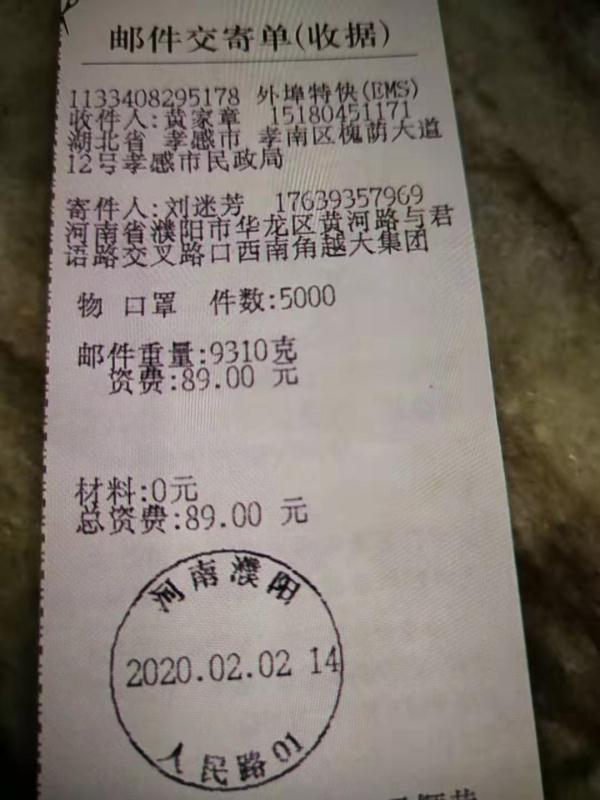 邮件交寄单(收据)
1133408295178 外埠特快(EMS)
收件人:黄家章 15180451171
湖北省 孝感市 孝南区槐荫大道
12号孝感市民政局
寄件人:刘迷芳 17639357969
河南省濮阳市华龙区黄河路与君
语路交叉路口西南角越大集团
物 口罩 件数:5000
邮件重量:9310克
资费:89.00 元
材料:0元
总资费:89.00 元
河南濮阳
2020.02.02 14
人民路01